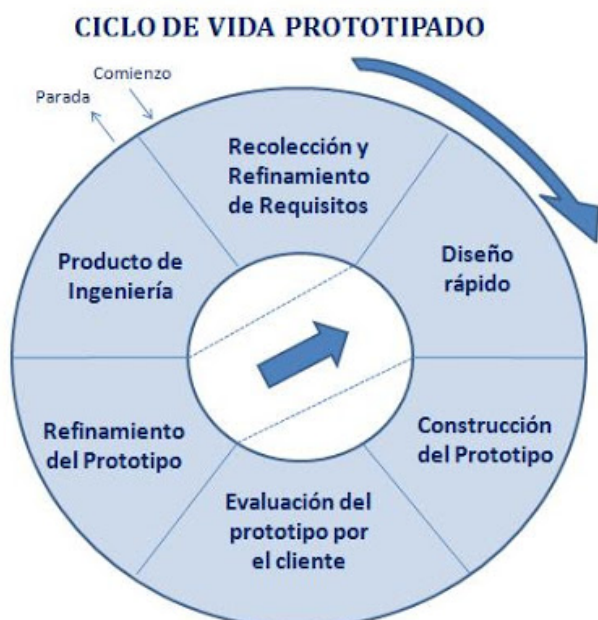 CICLO DE VIDA PROTOTIPADO
Comienzo
Parada
Recolección y
Refinamiento
de Requisitos
Diseño
rápido
Construcción
del Prototipo
Evaluación del
prototipo por
el cliente
Refinamiento
del Prototipo
Producto de
Ingeniería